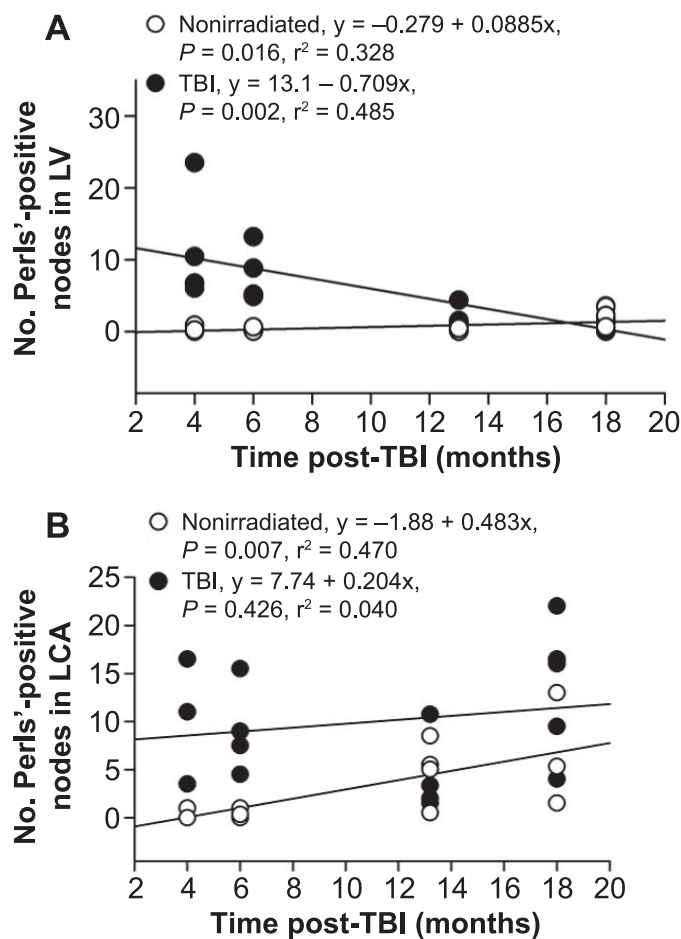 A
Nonirradiated, y = –0.279 + 0.0885x,
P = 0.016, r² = 0.328
TBI, y = 13.1 – 0.709x,
P = 0.002, r² = 0.485
No. Perls'-positive
nodes in LV
30
20
10
0
2 4 6 8 10 12 14 16 18 20
Time post-TBI (months)
B
Nonirradiated, y = –1.88 + 0.483x,
P = 0.007, r² = 0.470
TBI, y = 7.74 + 0.204x,
P = 0.426, r² = 0.040
No. Perls'-positive
nodes in LCA
25
20
15
10
5
0
2 4 6 8 10 12 14 16 18 20
Time post-TBI (months)